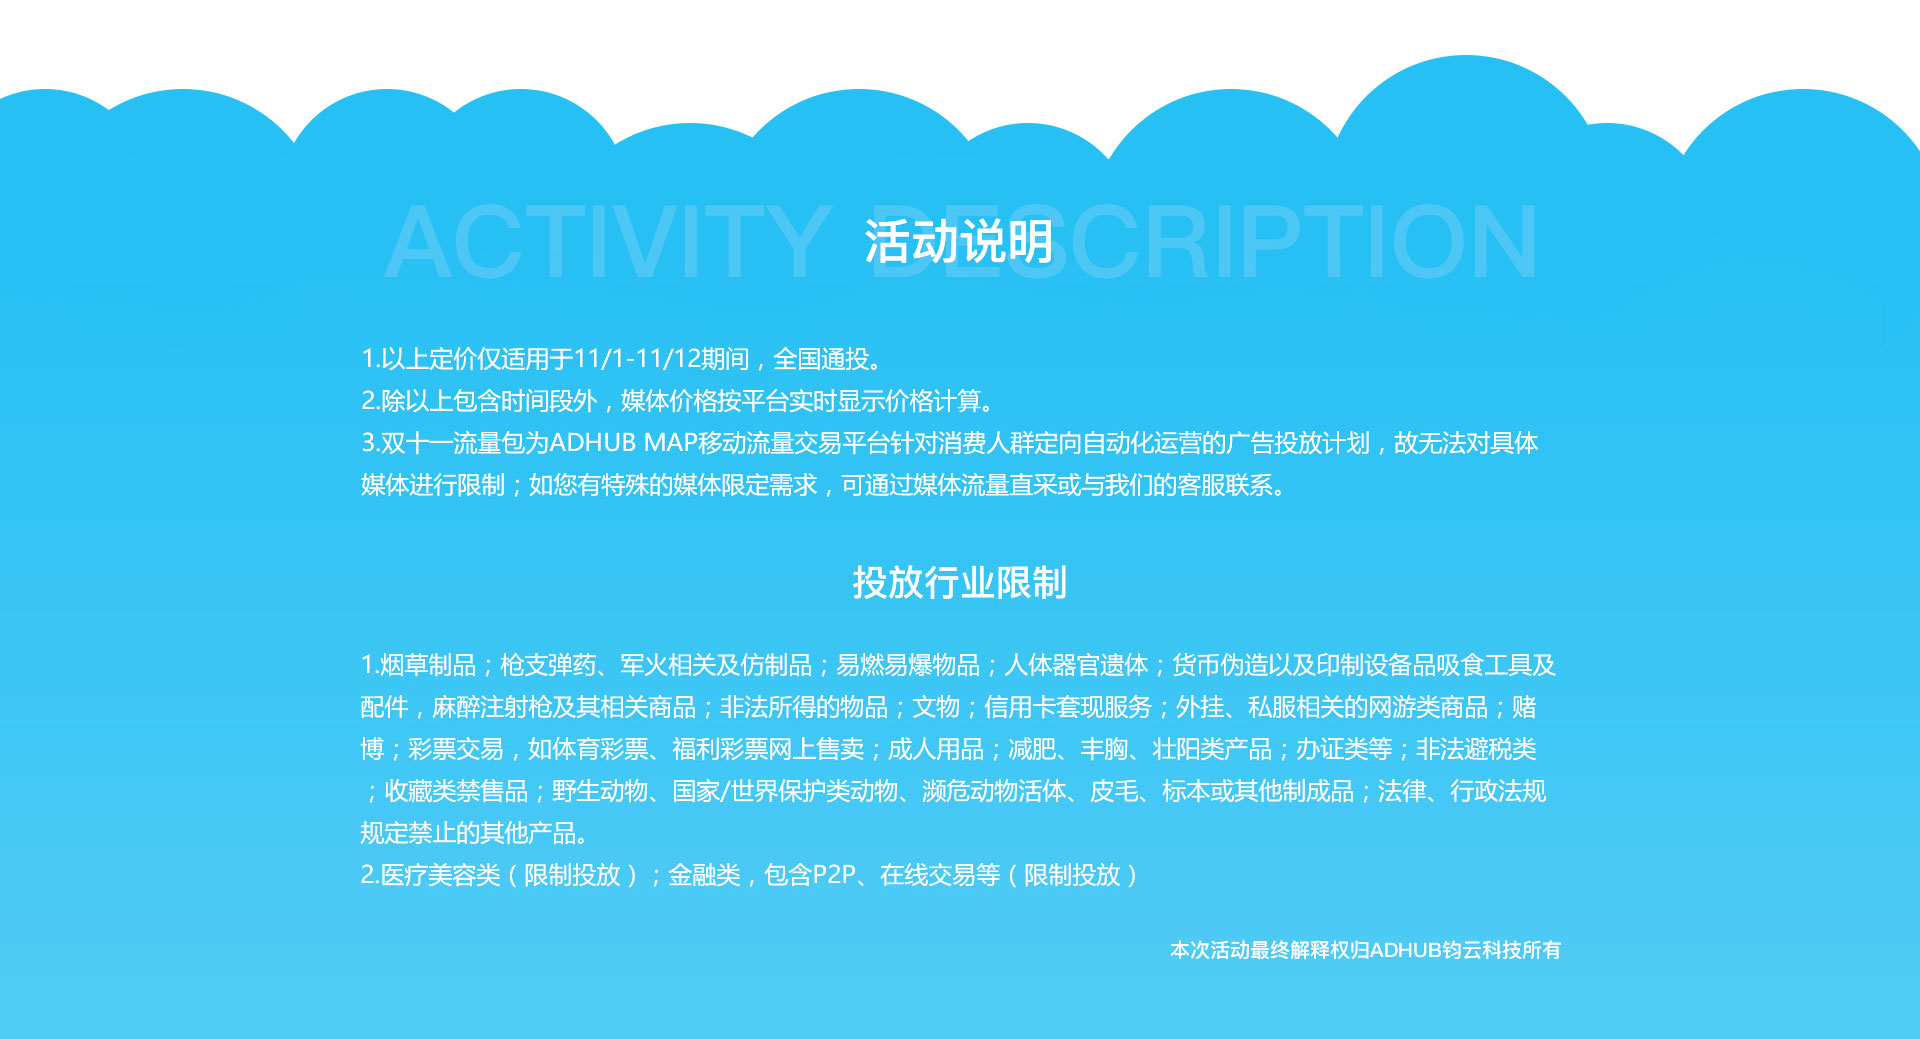 ACTIVITY DESCRIPTION
活动说明
1.以上定价仅适用于11/1-11/12期间，全国通投。
2.除以上包含时间段外，媒体价格按平台实时显示价格计算。
3.双十一流量包为ADHUB MAP移动流量交易平台针对消费人群定向自动化运营的广告投放计划，故无法对具体
媒体进行限制；如您有特殊的媒体限定需求，可通过媒体流量直采或与我们的客服联系。
投放行业限制
1.烟草制品；枪支弹药、军火相关及仿制品；易燃易爆物品；人体器官遗体；货币伪造以及印制设备品吸食工具及
配件，麻醉注射枪及其相关商品；非法所得的物品；文物；信用卡套现服务；外挂、私服相关的网游类商品；赌
博；彩票交易，如体育彩票、福利彩票网上售卖；成人用品；减肥、丰胸、壮阳类产品；办证类等；非法避税类
；收藏类禁售品；野生动物、国家/世界保护类动物、濒危动物活体、皮毛、标本或其他制成品；法律、行政法规
规定禁止的其他产品。
2.医疗美容类（限制投放）；金融类，包含P2P、在线交易等（限制投放）
本次活动最终解释权归ADHUB钧云科技所有